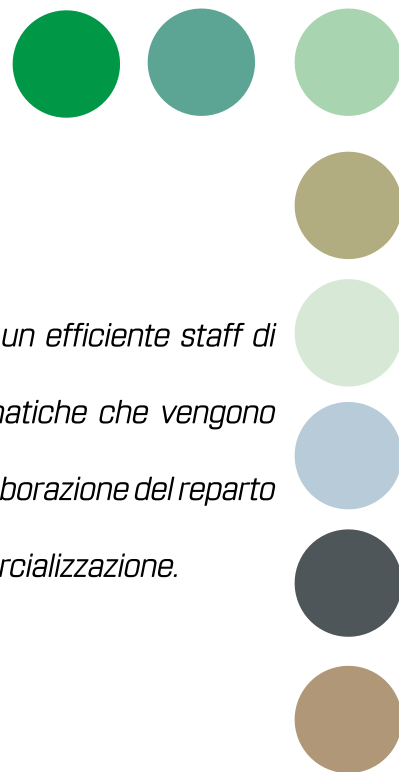 un efficiente staff di
natiche che vengono
borazione del reparto
rcializzazione.